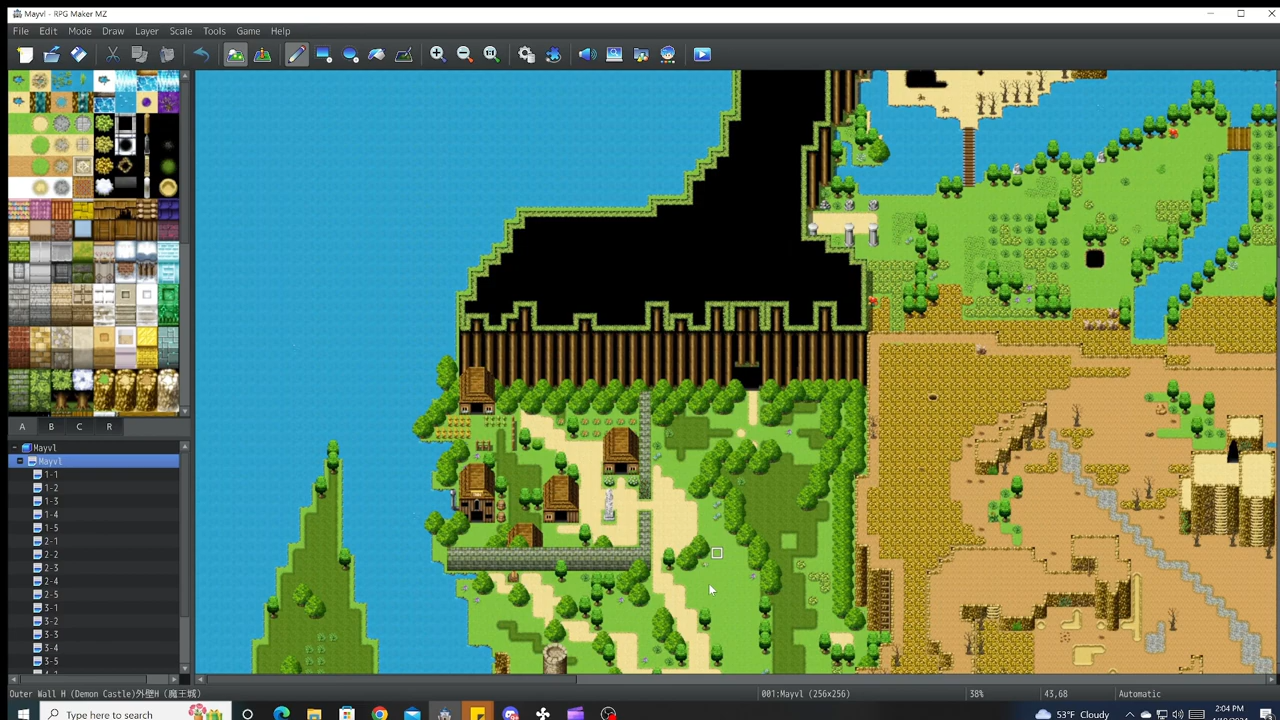 Mayvl - RPG Maker MZ
File Edit Mode Draw Layer Scale Tools Game Help
A B C R
Mayvl
Mayvl
1-1
1-2
1-3
1-4
1-5
2-1
2-2
2-3
2-4
2-5
3-1
3-2
3-3
3-4
3-5
Outer Wall H (Demon Castle)外壁H (魔王城) 001:Mayvl (256x256) 38% 43,68 Automatic
Type here to search 53°F Cloudy 2:04 PM